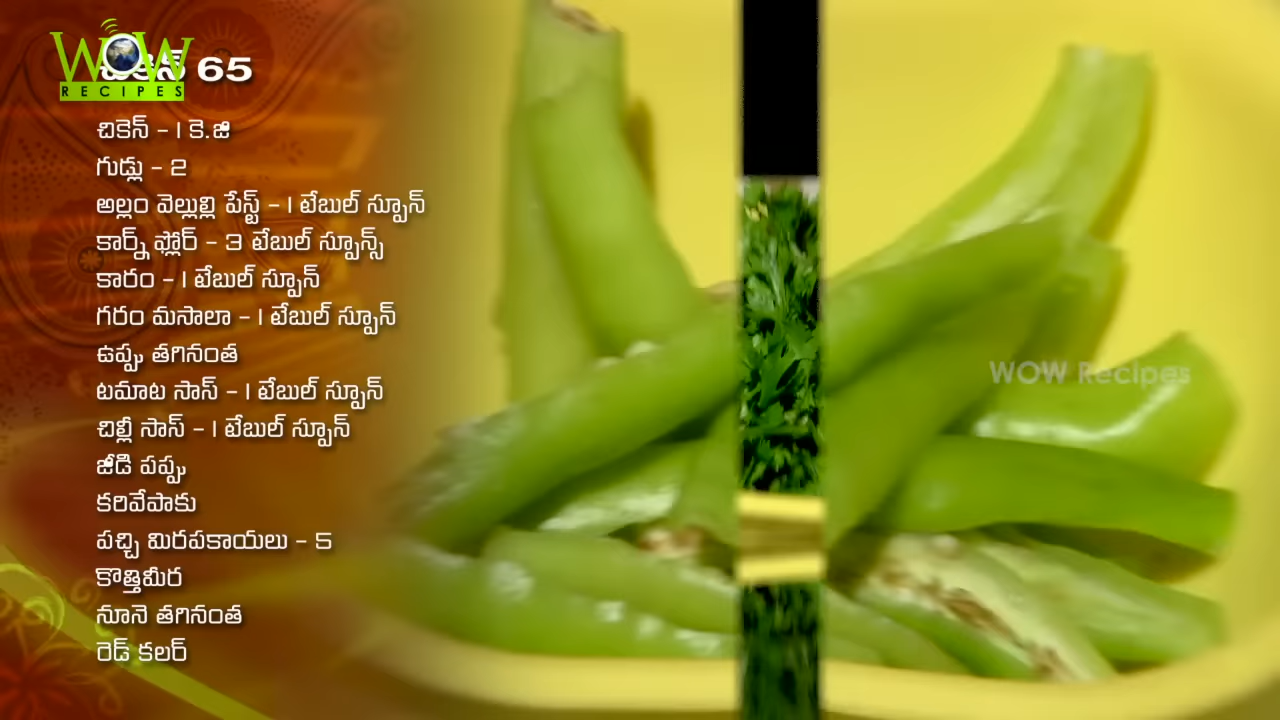 WOW
RECIPES
చికెన్ 65
చికెన్ - 1 కె.జి
గుడ్లు - 2
అల్లం వెల్లుల్లి పేస్ట్ - 1 టేబుల్ స్పూన్
కార్న్ ఫ్లోర్ - 3 టేబుల్ స్పూన్స్
కారం - 1 టేబుల్ స్పూన్
గరం మసాలా - 1 టేబుల్ స్పూన్
ఉప్పు తగినంత
టమాట సాస్ - 1 టేబుల్ స్పూన్
చిల్లీ సాస్ - 1 టేబుల్ స్పూన్
జీడి పప్పు
కరివేపాకు
పచ్చి మిరపకాయలు - 5
కొత్తిమీర
నూనె తగినంత
రెడ్ కలర్
WOW Recipes